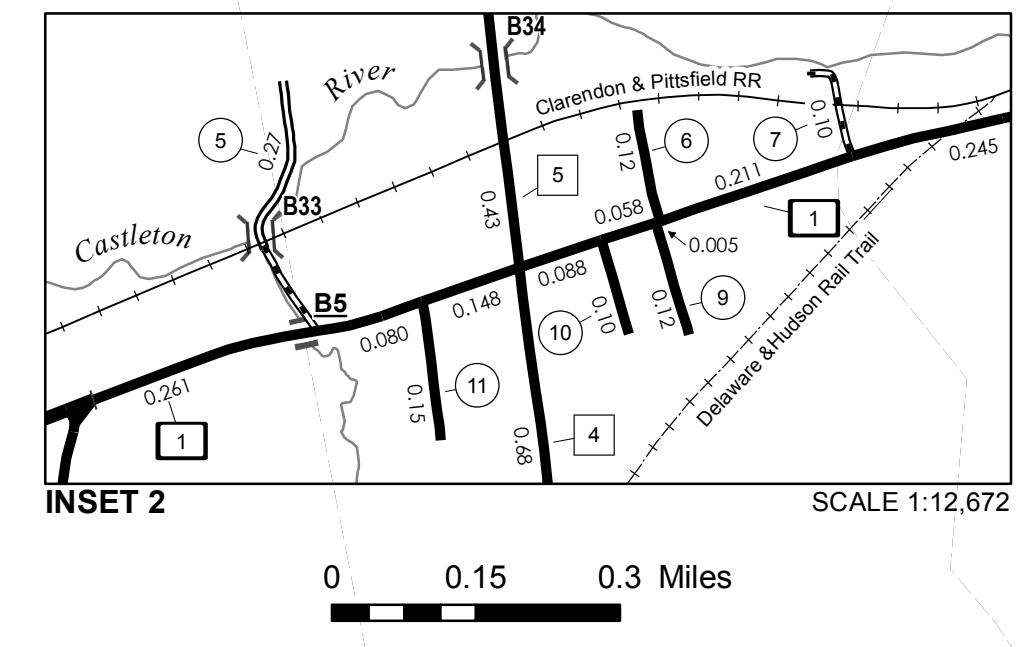 B34
River
Clarendon & Pittsfield RR
5
0.27
0.10
7
6
0.12
0.245
5
0.211
B33
0.43
0.058
1
Castleton
0.005
0.088
B5
0.148
9
0.12
0.10
10
0.080
Delaware & Hudson Rail Trail
11
0.15
0.261
1
0.68
4
INSET 2
SCALE 1:12,672
0 0.15 0.3 Miles